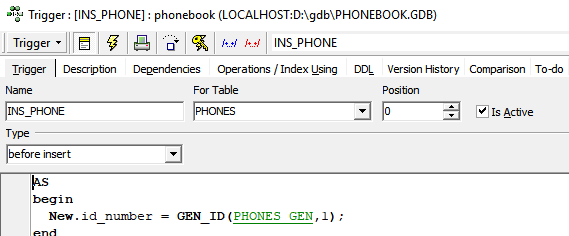 Trigger : [INS_PHONE] : phonebook (LOCALHOST:D:\gdb\PHONEBOOK.GDB)
Trigger INS_PHONE
Trigger Description Dependencies Operations / Index Using DDL Version History Comparison To-do
Name For Table Position
INS_PHONE PHONES 0 Is Active
Type
before insert
AS
begin
New.id_number = GEN_ID(PHONES_GEN,1);
end